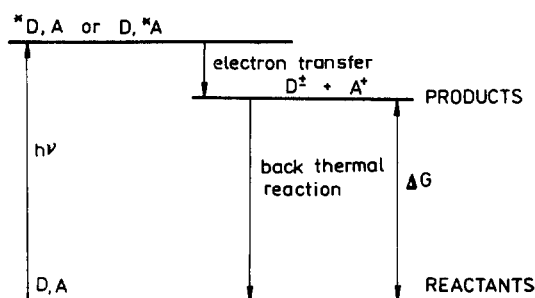 *D, A or D, *A
electron transfer
D± + A+
PRODUCTS
hν
back thermal
reaction
ΔG
D, A
REACTANTS